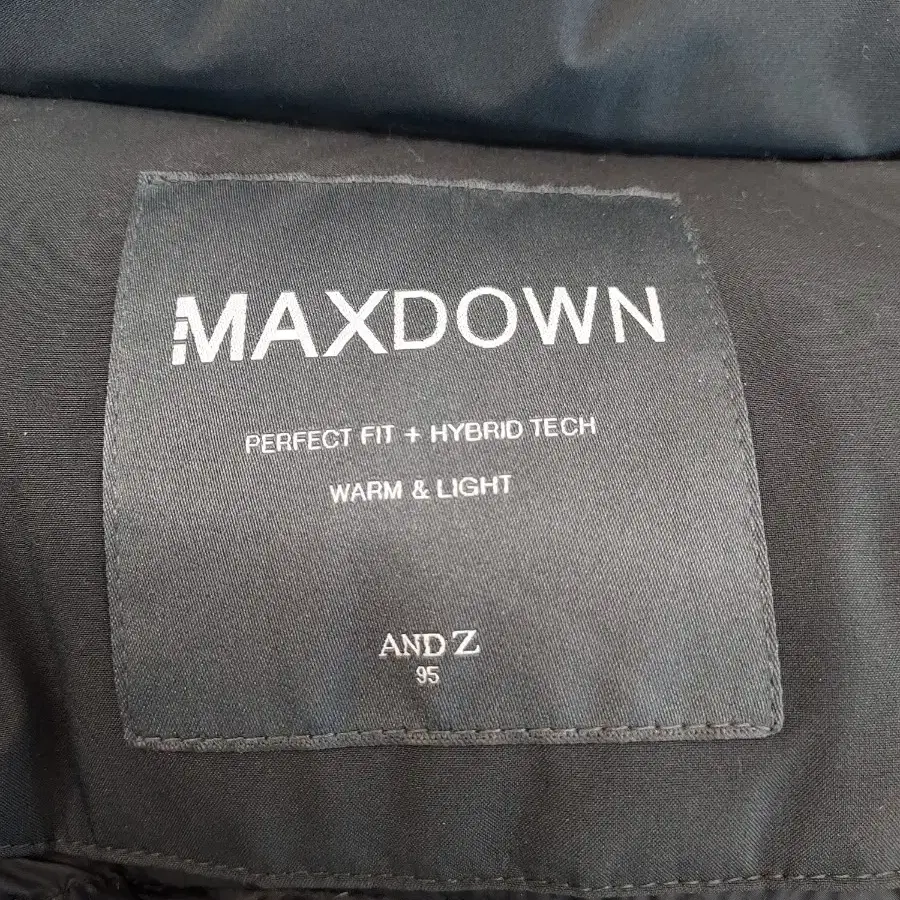 MAXDOWN
PERFECT FIT + HYBRID TECH
WARM & LIGHT
AND Z
95